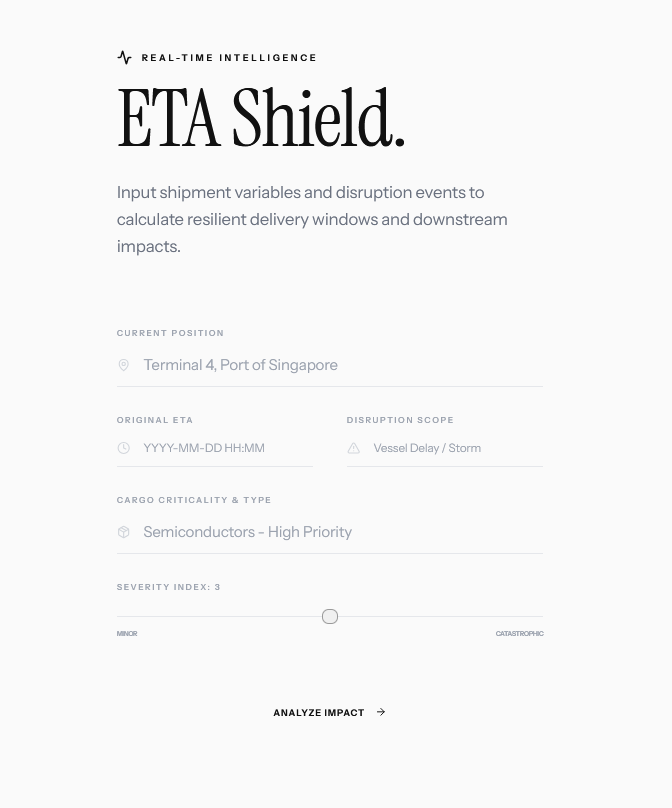 REAL-TIME INTELLIGENCE
ETA Shield.
Input shipment variables and disruption events to
calculate resilient delivery windows and downstream
impacts.
CURRENT POSITION
Terminal 4, Port of Singapore
ORIGINAL ETA
DISRUPTION SCOPE
YYYY-MM-DD HH:MM
Vessel Delay / Storm
CARGO CRITICALITY & TYPE
Semiconductors - High Priority
SEVERITY INDEX: 3
MINOR
CATASTROPHIC
ANALYZE IMPACT